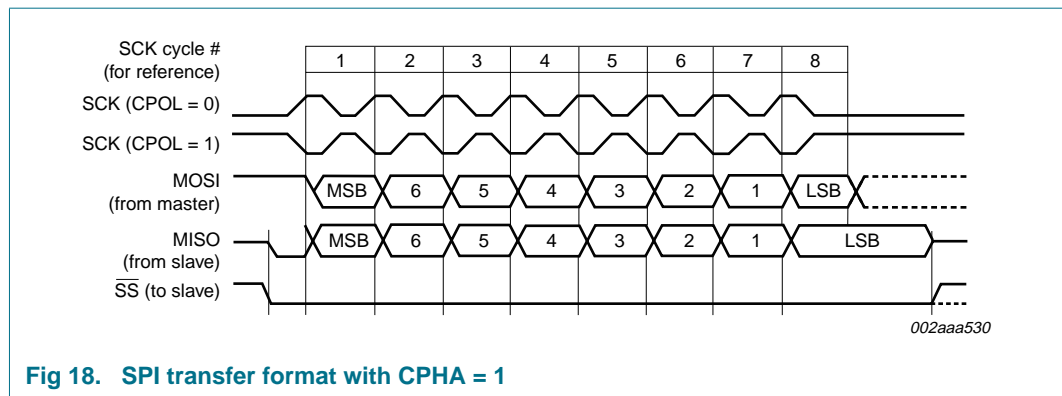 SCK cycle #
(for reference)
1 2 3 4 5 6 7 8
SCK (CPOL = 0)
SCK (CPOL = 1)
MOSI
(from master)
MSB 6 5 4 3 2 1 LSB
MISO
(from slave)
MSB 6 5 4 3 2 1 LSB
S̅S̅ (to slave)
002aaa530
Fig 18. SPI transfer format with CPHA = 1